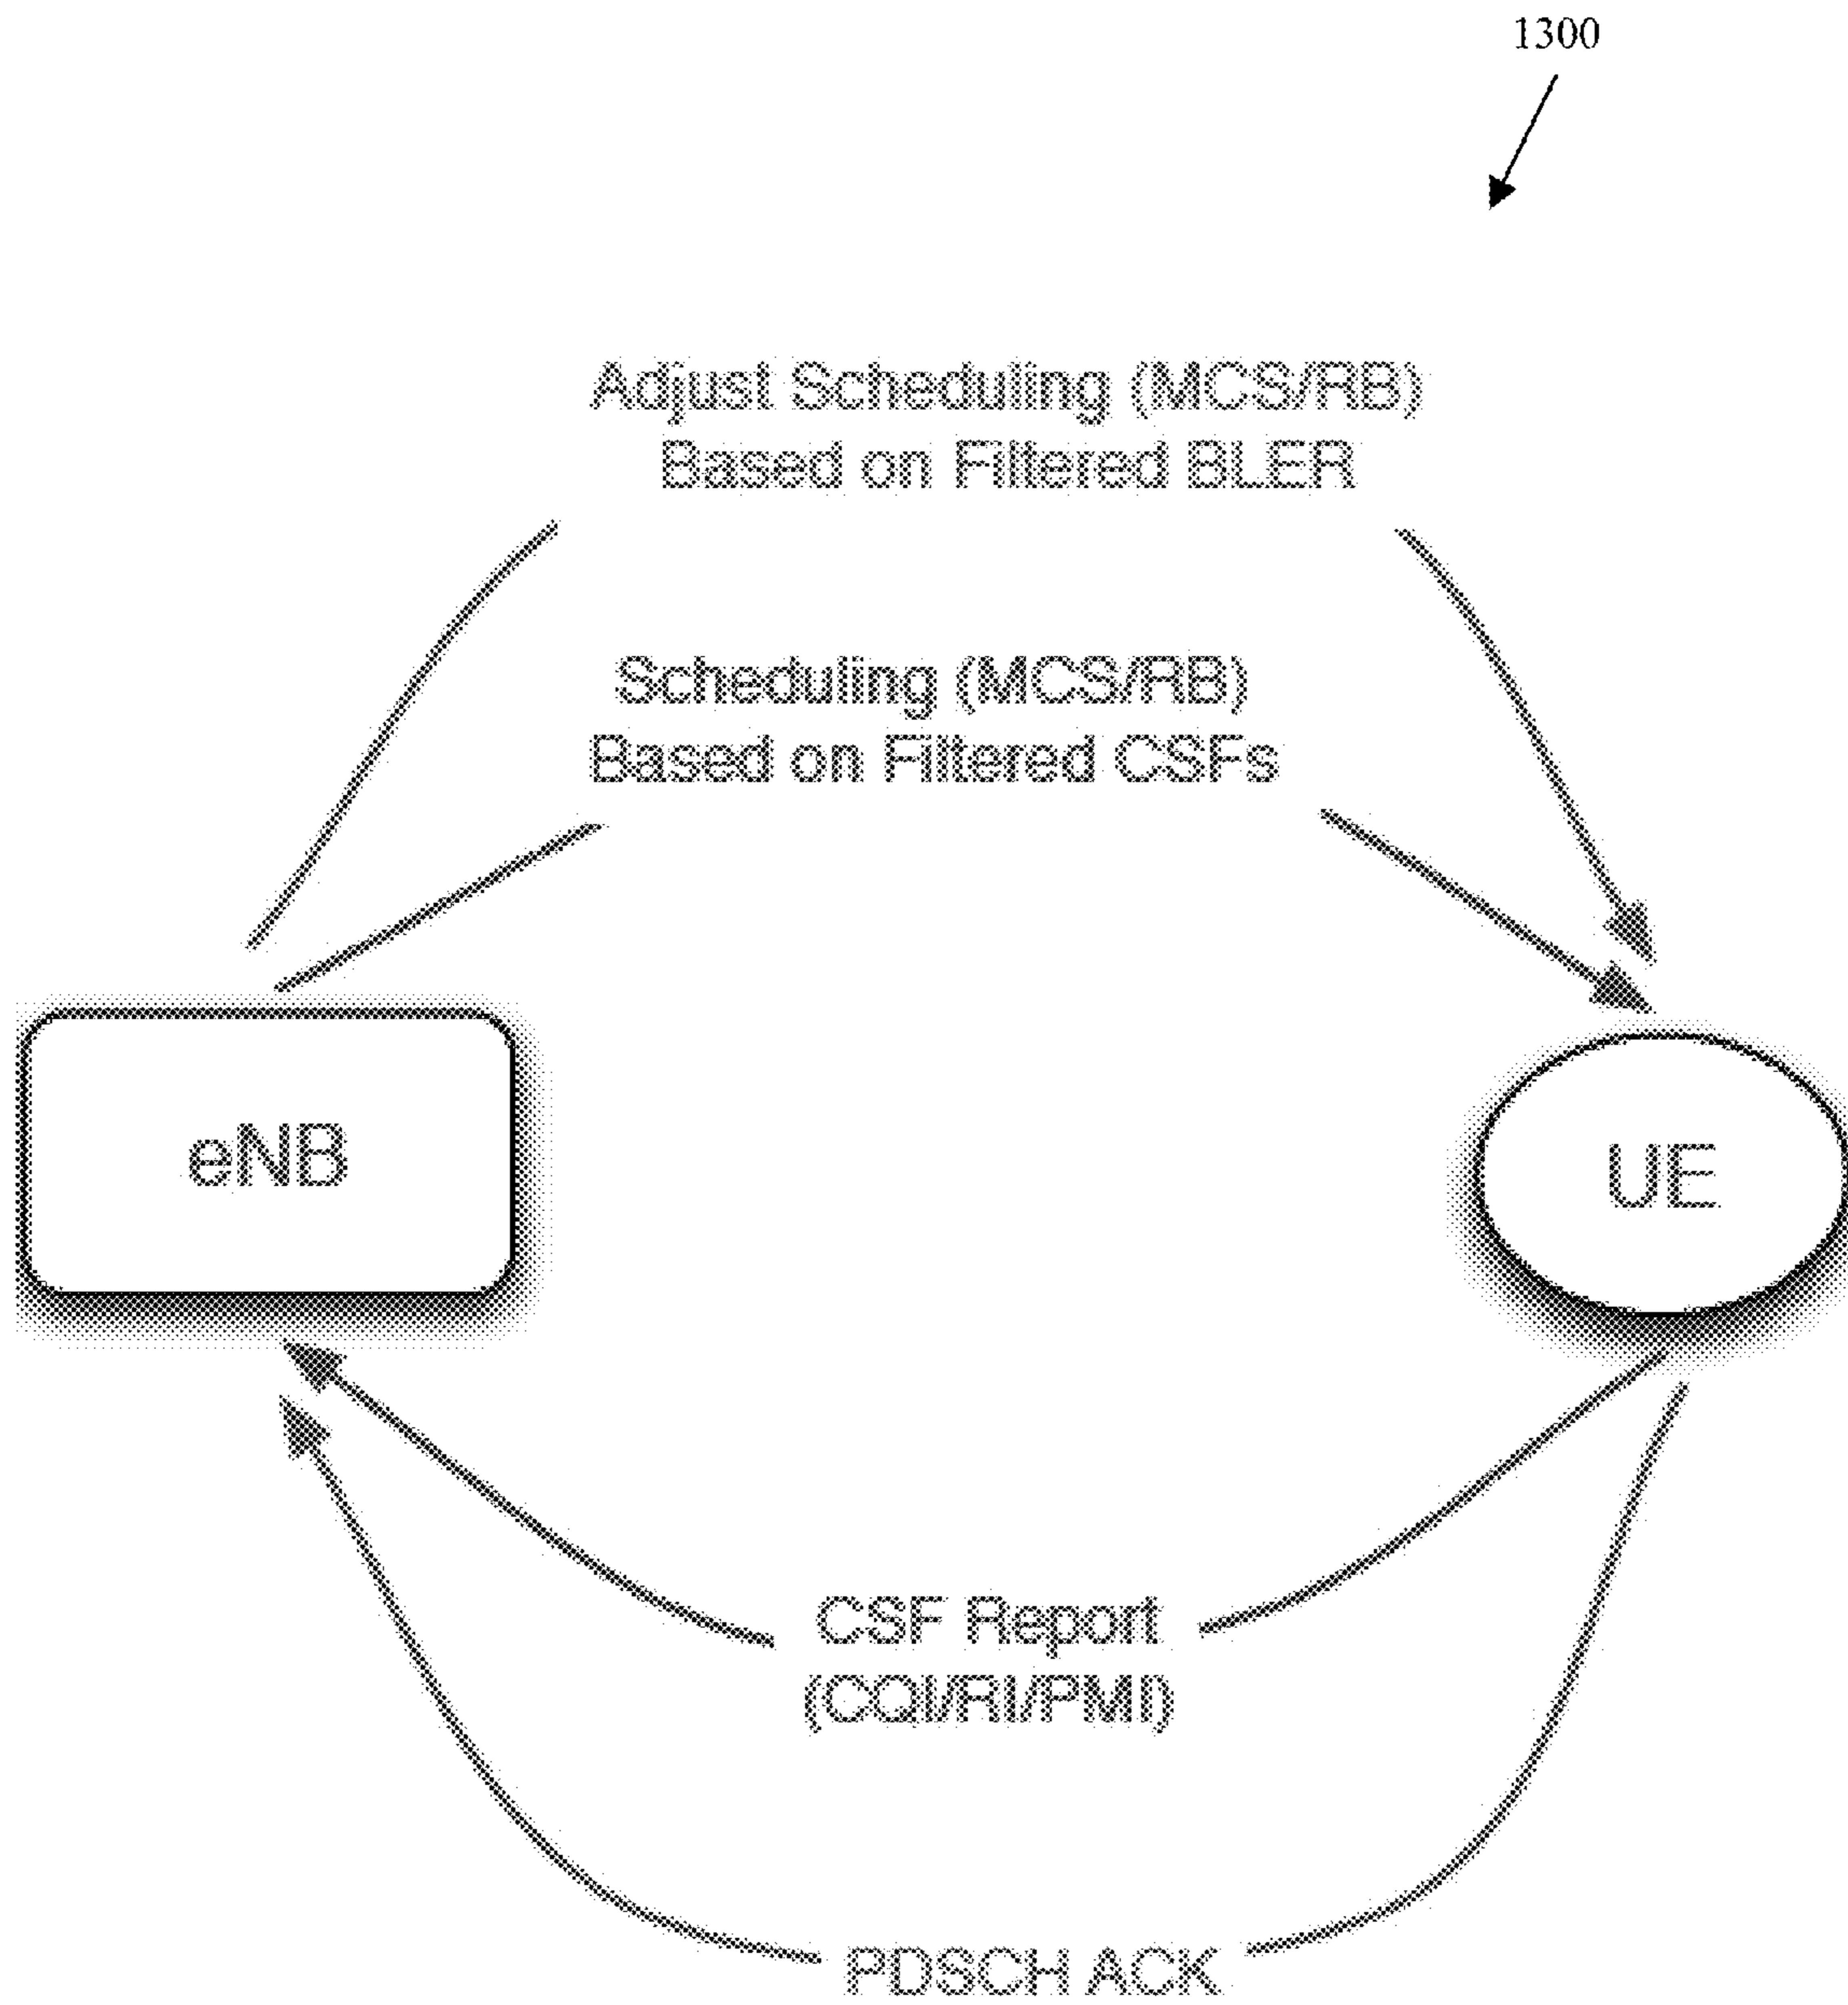 1300
Adjust Scheduling (MCS/RB)
Based on Filtered BLER
Scheduling (MCS/RB)
Based on Filtered CSFs
eNB
UE
CSF Report
(CQI/RI/PMI)
PDSCH ACK